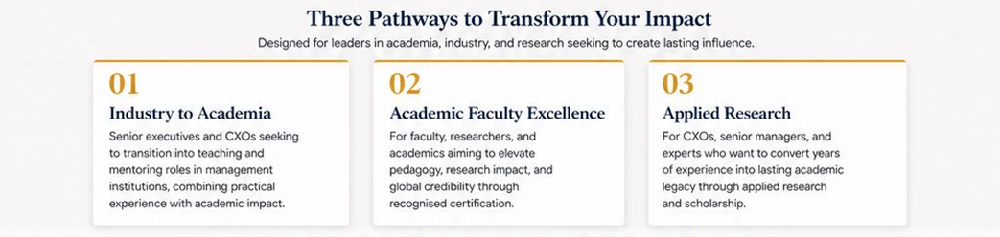 Three Pathways to Transform Your Impact
Designed for leaders in academia, industry, and research seeking to create lasting influence.
01
Industry to Academia
Senior executives and CXOs seeking
to transition into teaching and
mentoring roles in management
institutions, combining practical
experience with academic impact.
02
Academic Faculty Excellence
For faculty, researchers, and
academics aiming to elevate
pedagogy, research impact, and
global credibility through
recognised certification.
03
Applied Research
For CXOs, senior managers, and
experts who want to convert years
of experience into lasting academic
legacy through applied research
and scholarship.